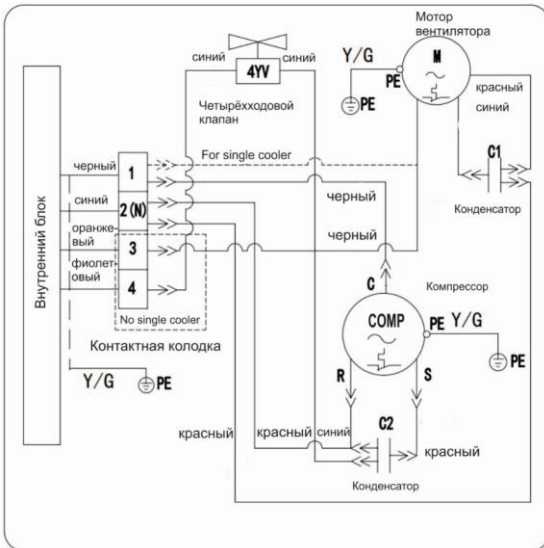 Мотор
вентилятора
Y/G
PE
PE
M
красный
синий
C1
Конденсатор
синий
4YV
синий
Четырёхходовой
клапан
For single cooler
Внутренний блок
черный
синий
оранже-
вый
фиолет-
овый
1
2(N)
3
4
No single cooler
Контактная колодка
Y/G
PE
черный
черный
C
Компрессор
COMP
PE
Y/G
PE
R
S
C2
красный
красный
синий
красный
Конденсатор